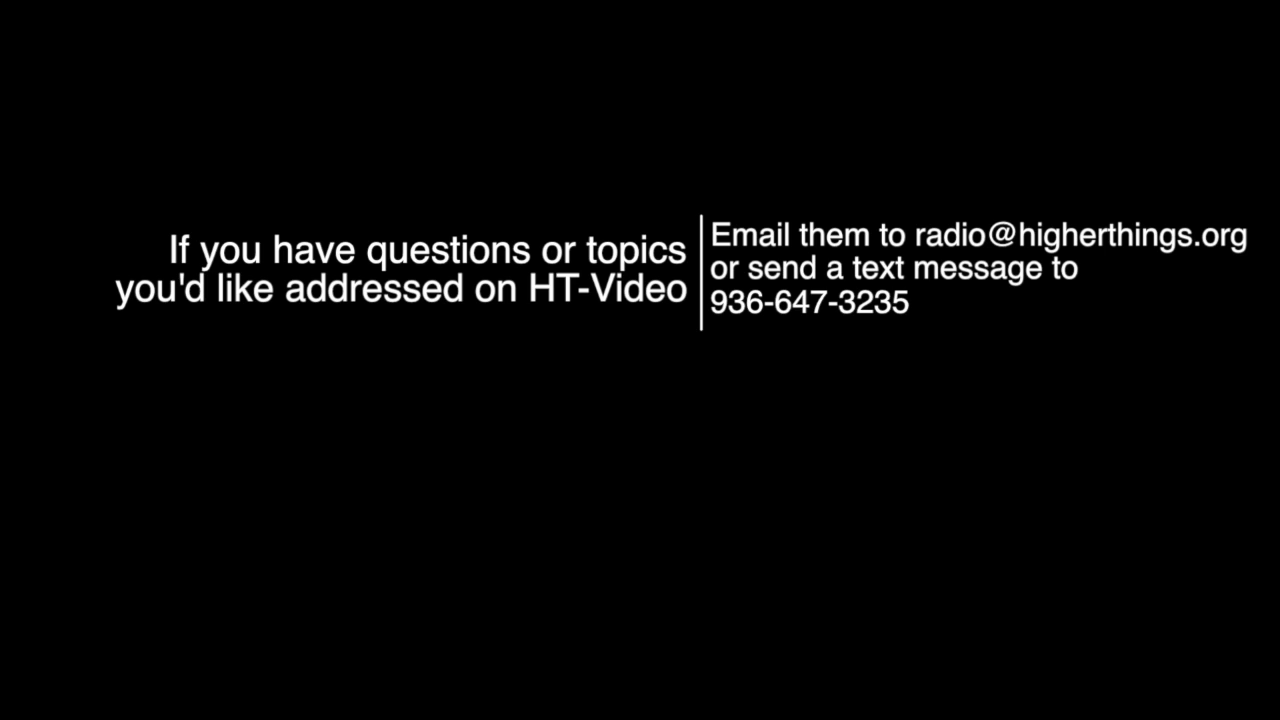 If you have questions or topics
you'd like addressed on HT-Video
Email them to radio@higherthings.org
or send a text message to
936-647-3235